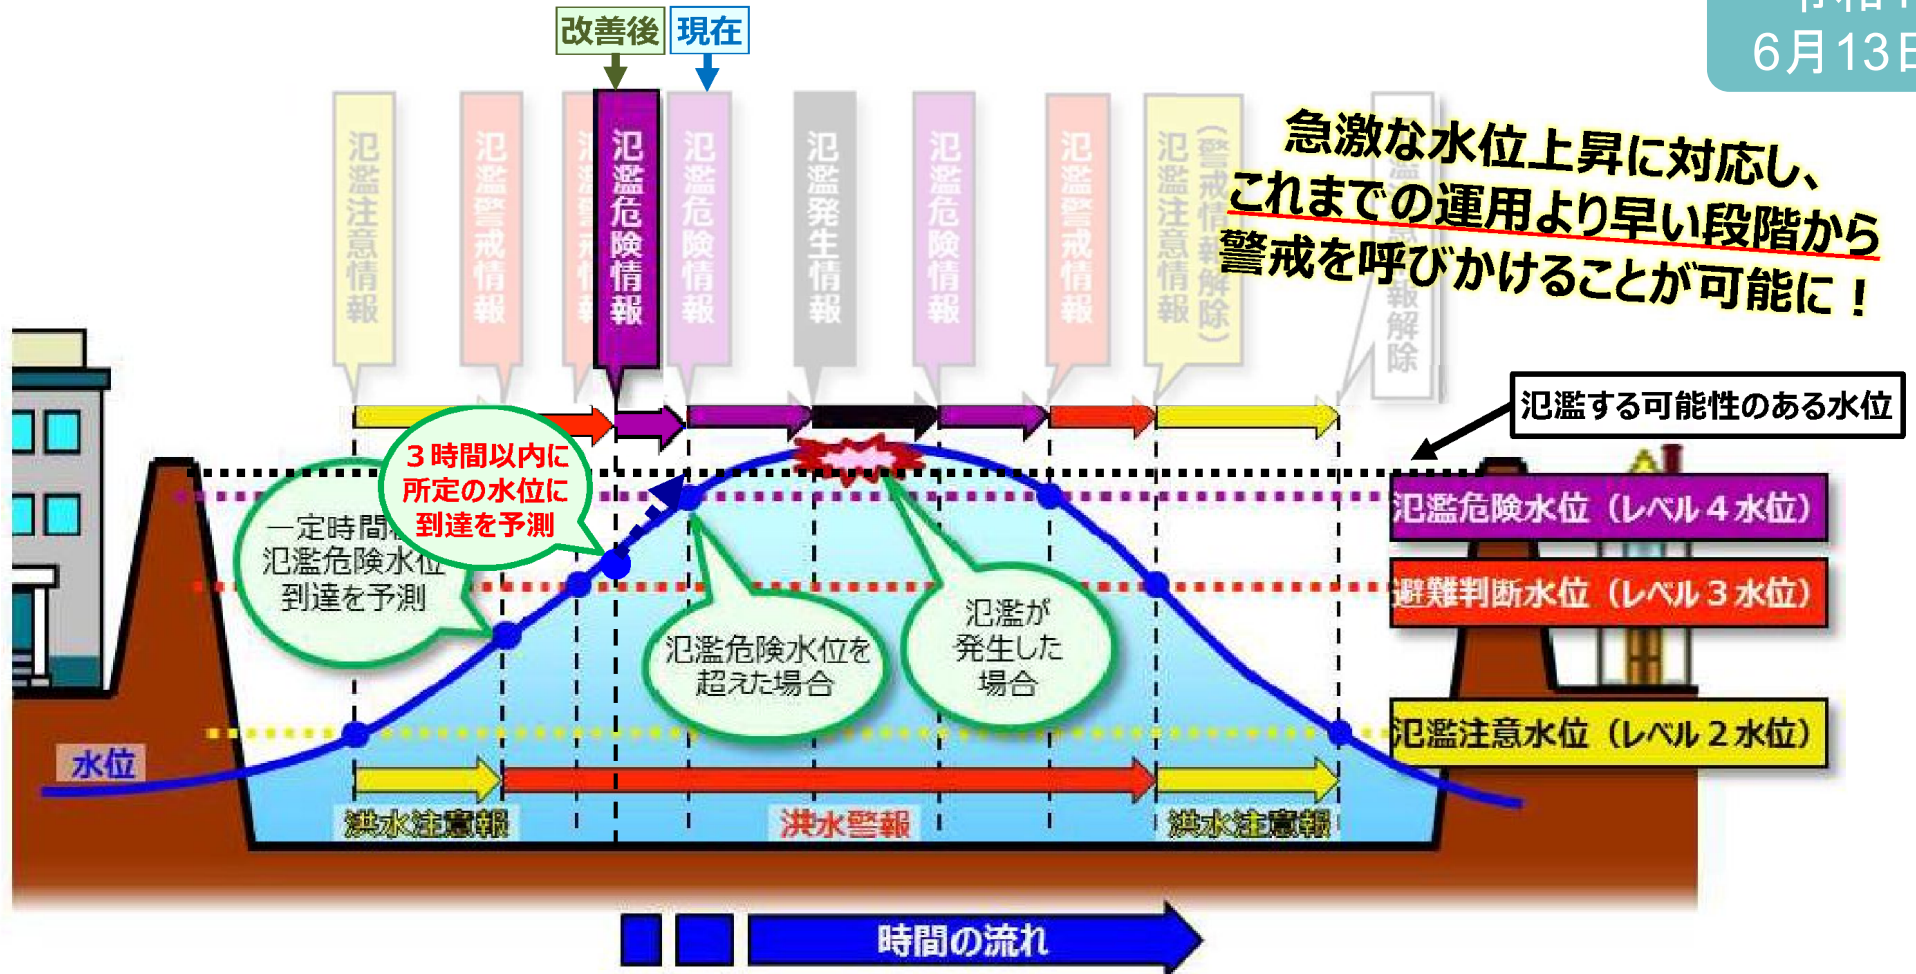 6月13日
改善後
現在
氾濫注意情報
氾濫警戒情報
氾濫危険情報
氾濫危険情報
氾濫発生情報
氾濫危険情報
氾濫警戒情報
氾濫注意情報
(警戒情報解除)
急激な水位上昇に対応し、
これまでの運用より早い段階から
警戒を呼びかけることが可能に!
氾濫する可能性のある水位
3時間以内に
所定の水位に
到達を予測
一定時間
氾濫危険水位
到達を予測
氾濫危険水位を
超えた場合
氾濫が
発生した
場合
氾濫危険水位(レベル4水位)
避難判断水位(レベル3水位)
氾濫注意水位(レベル2水位)
水位
洪水注意報
洪水警報
洪水注意報
時間の流れ